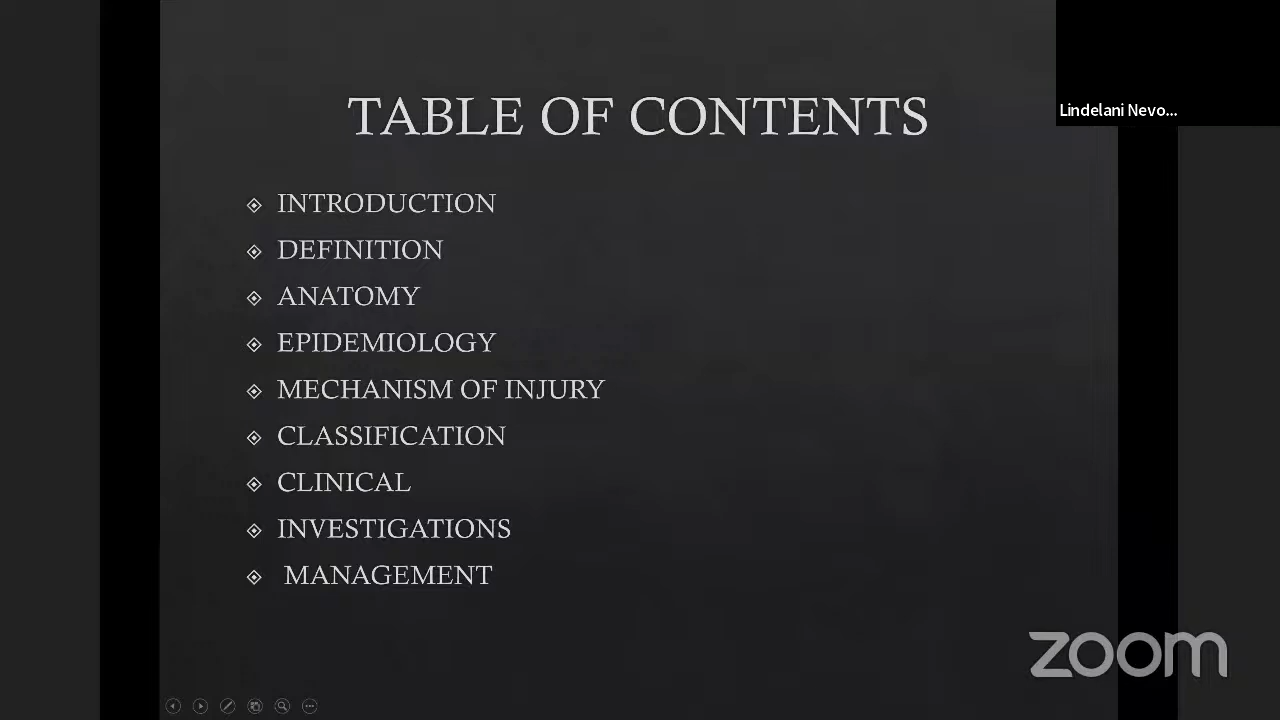 TABLE OF CONTENTS
Lindelani Nevo...
INTRODUCTION
DEFINITION
ANATOMY
EPIDEMIOLOGY
MECHANISM OF INJURY
CLASSIFICATION
CLINICAL
INVESTIGATIONS
MANAGEMENT
zoom